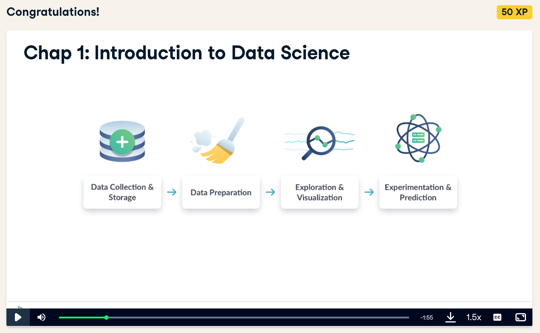 Congratulations!
50 XP
Chap 1: Introduction to Data Science
Data Collection &
Storage
Data Preparation
Exploration &
Visualization
Experimentation &
Prediction
-1:55
1.5x
CC